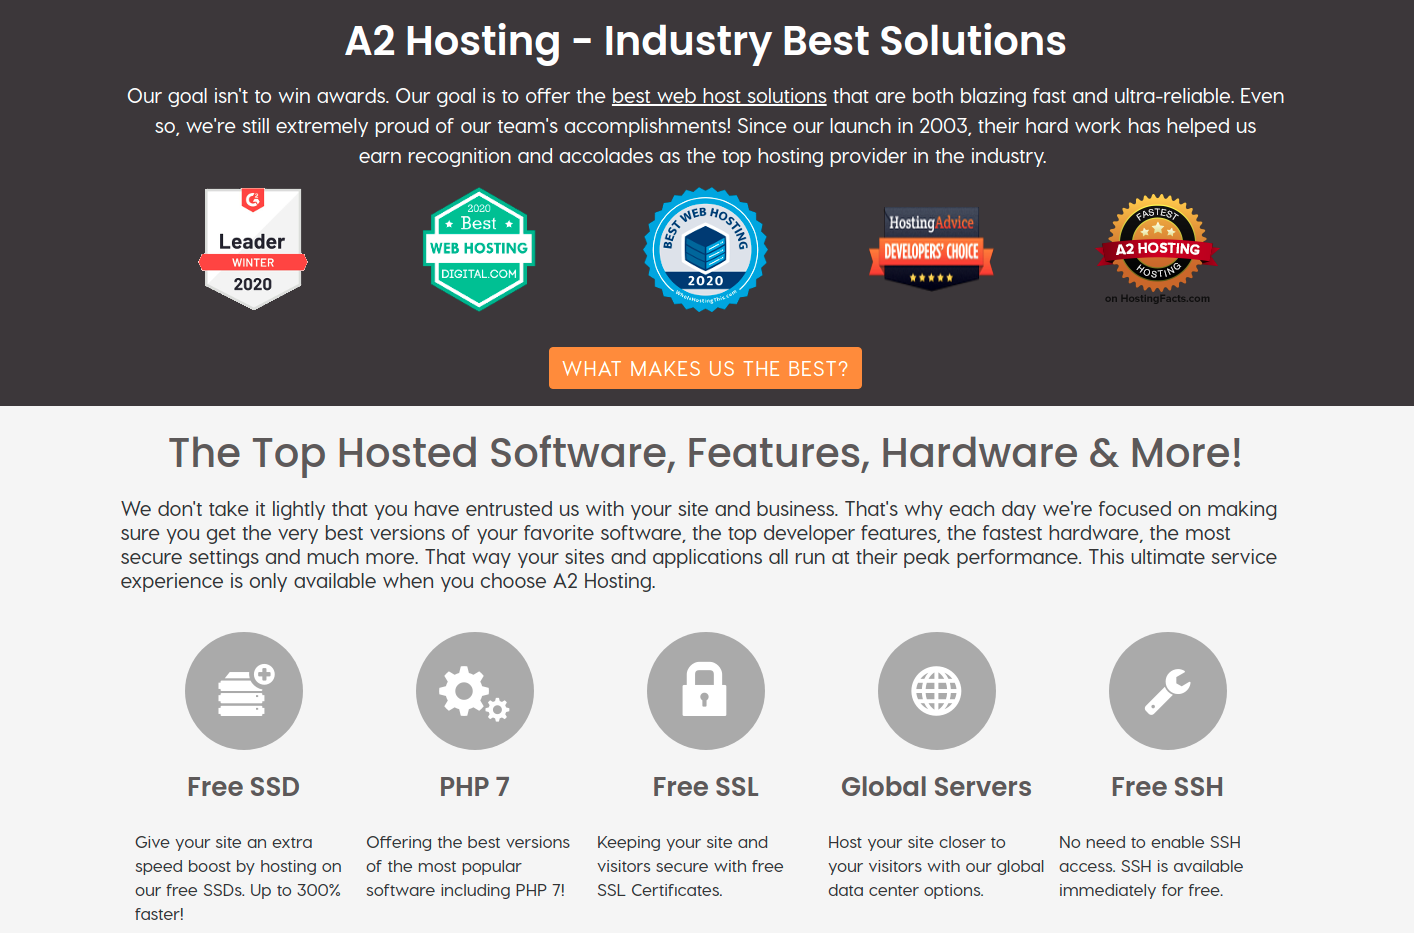 A2 Hosting - Industry Best Solutions
Our goal isn't to win awards. Our goal is to offer the best web host solutions that are both blazing fast and ultra-reliable. Even
so, we're still extremely proud of our team's accomplishments! Since our launch in 2003, their hard work has helped us
earn recognition and accolades as the top hosting provider in the industry.
Leader
WINTER
2020
2020
Best
WEB HOSTING
DIGITAL.COM
BEST WEB HOSTING
2020
WhoIsHostingThis.com
HostingAdvice
DEVELOPERS' CHOICE
FASTEST
A2 HOSTING
HOSTING
on HostingFacts.com
WHAT MAKES US THE BEST?
The Top Hosted Software, Features, Hardware & More!
We don't take it lightly that you have entrusted us with your site and business. That's why each day we're focused on making
sure you get the very best versions of your favorite software, the top developer features, the fastest hardware, the most
secure settings and much more. That way your sites and applications all run at their peak performance. This ultimate service
experience is only available when you choose A2 Hosting.
Free SSD
Give your site an extra
speed boost by hosting on
our free SSDs. Up to 300%
faster!
PHP 7
Offering the best versions
of the most popular
software including PHP 7!
Free SSL
Keeping your site and
visitors secure with free
SSL Certificates.
Global Servers
Host your site closer to
your visitors with our global
data center options.
Free SSH
No need to enable SSH
access. SSH is available
immediately for free.